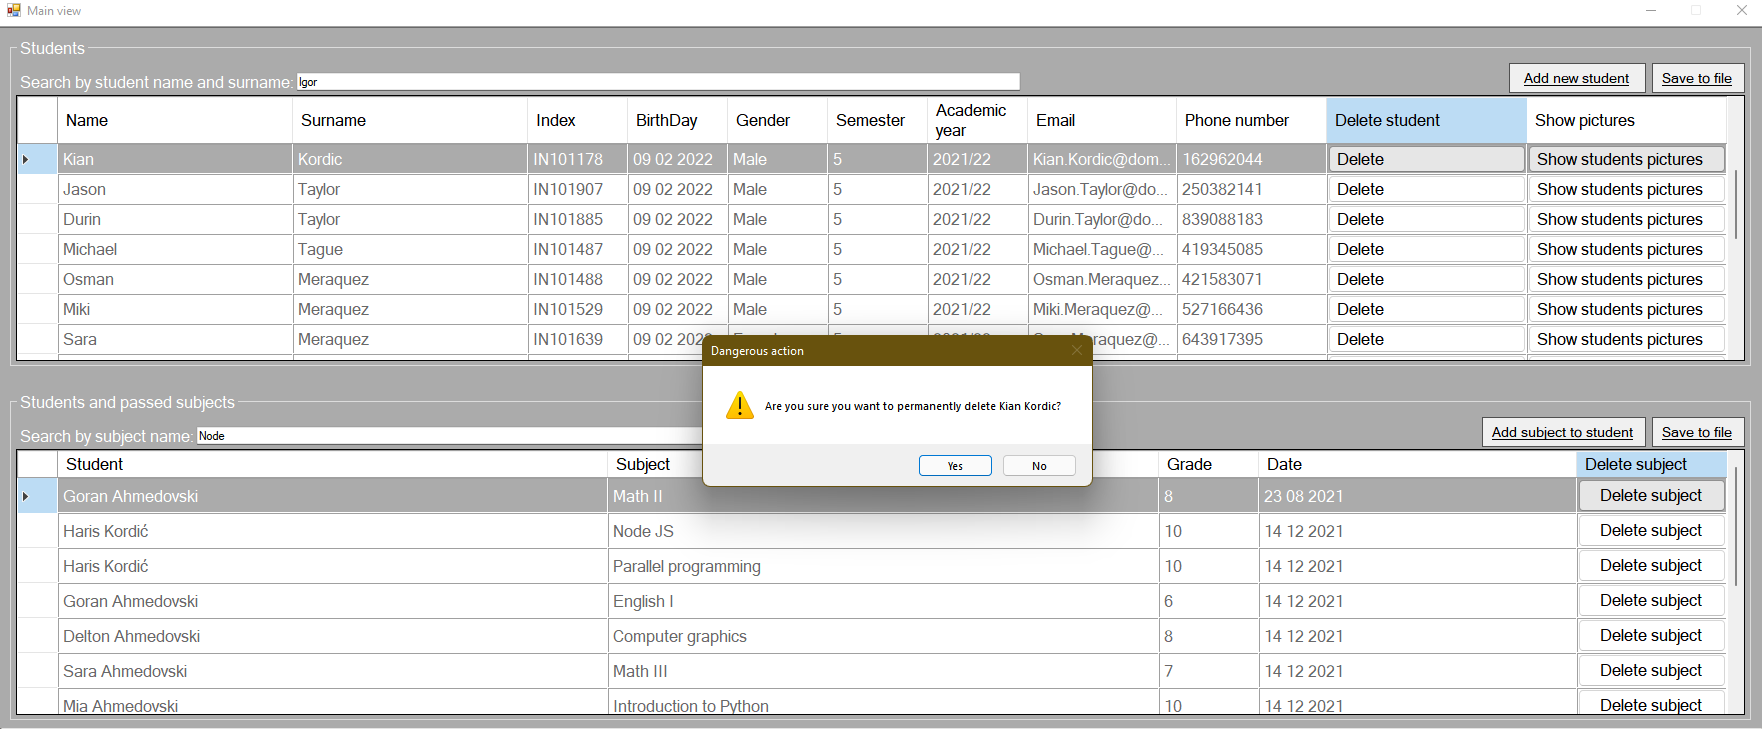 Main view
Students
Search by student name and surname: Igor
Add new student Save to file
Name Surname Index BirthDay Gender Semester Academic year Email Phone number Delete student Show pictures
Kian Kordic IN101178 09 02 2022 Male 5 2021/22 Kian.Kordic@dom... 162962044 Delete Show students pictures
Jason Taylor IN101907 09 02 2022 Male 5 2021/22 Jason.Taylor@do... 250382141 Delete Show students pictures
Durin Taylor IN101885 09 02 2022 Male 5 2021/22 Durin.Taylor@do... 839088183 Delete Show students pictures
Michael Tague IN101487 09 02 2022 Male 5 2021/22 Michael.Tague@... 419345085 Delete Show students pictures
Osman Meraquez IN101488 09 02 2022 Male 5 2021/22 Osman.Meraquez... 421583071 Delete Show students pictures
Miki Meraquez IN101529 09 02 2022 Male 5 2021/22 Miki.Meraquez@... 527166436 Delete Show students pictures
Sara Meraquez IN101639 09 02 643917395 Delete Show students pictures
Dangerous action
Are you sure you want to permanently delete Kian Kordic?
Yes No
Students and passed subjects
Search by subject name: Node
Add subject to student Save to file
Student Subject Grade Date Delete subject
Goran Ahmedovski Math II 8 23 08 2021 Delete subject
Haris Kordić Node JS 10 14 12 2021 Delete subject
Haris Kordić Parallel programming 10 14 12 2021 Delete subject
Goran Ahmedovski English I 6 14 12 2021 Delete subject
Delton Ahmedovski Computer graphics 8 14 12 2021 Delete subject
Sara Ahmedovski Math III 7 14 12 2021 Delete subject
Mia Ahmedovski Introduction to Python 10 14 12 2021 Delete subject